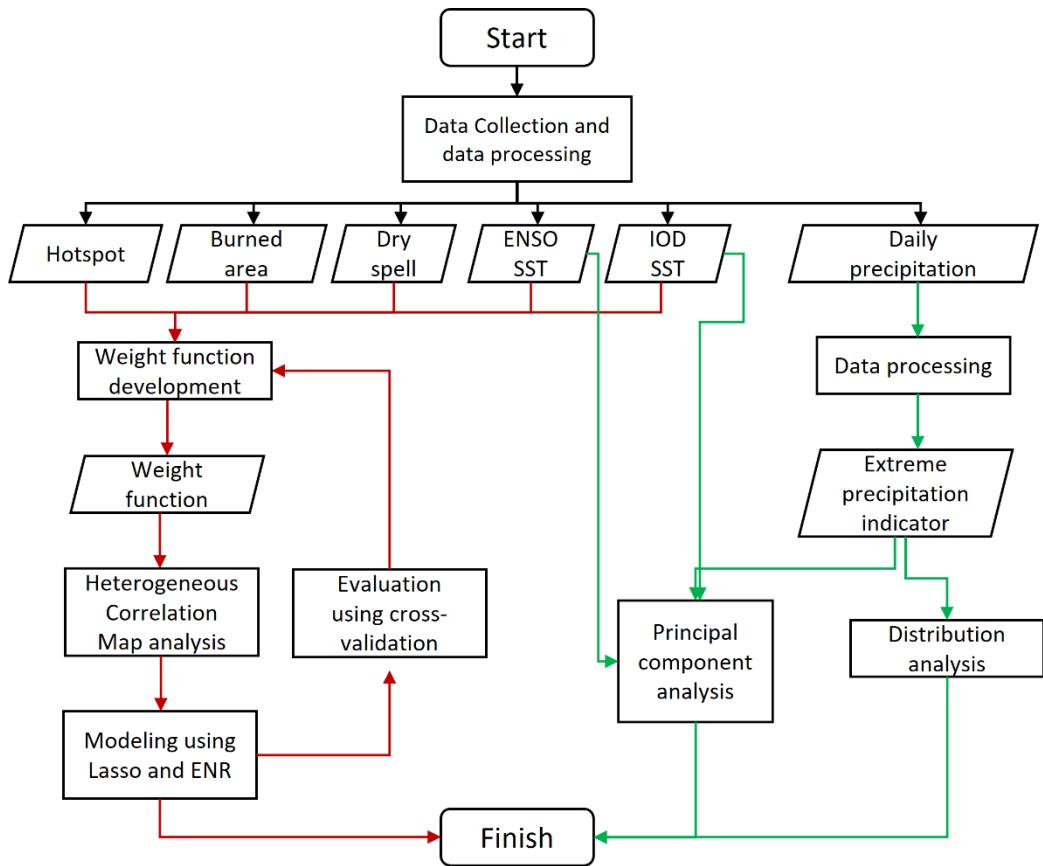 Start
Data Collection and
data processing
Hotspot
Burned
area
Dry
spell
ENSO
SST
IOD
SST
Daily
precipitation
Weight function
development
Data processing
Weight
function
Extreme
precipitation
indicator
Heterogeneous
Correlation
Map analysis
Evaluation
using cross-
validation
Principal
component
analysis
Distribution
analysis
Modeling using
Lasso and ENR
Finish